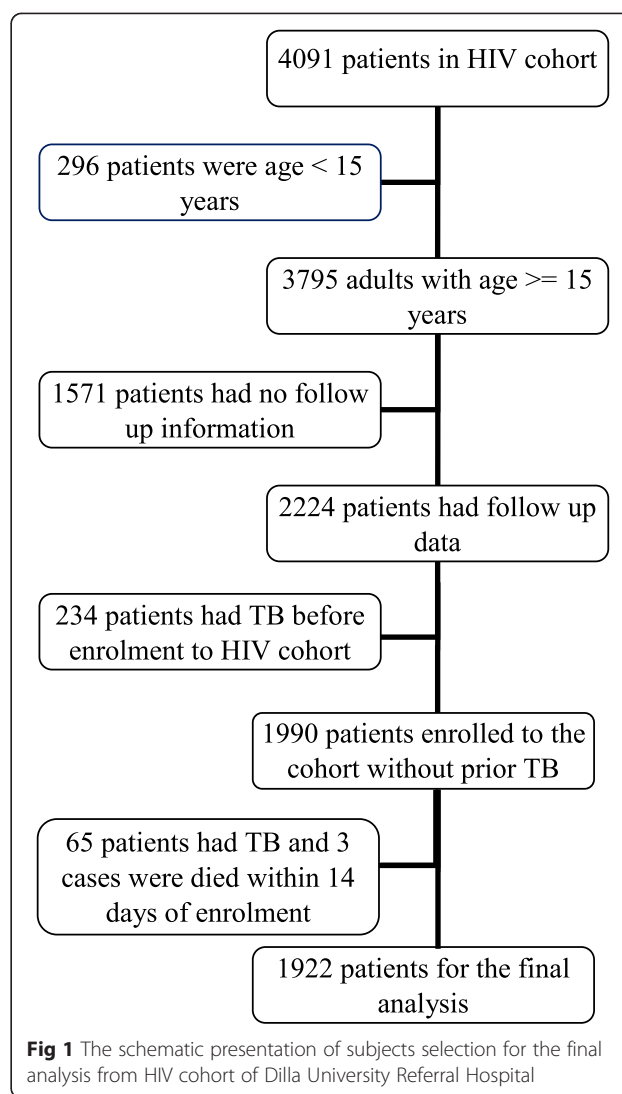 4091 patients in HIV cohort
296 patients were age < 15
years
3795 adults with age >= 15
years
1571 patients had no follow
up information
2224 patients had follow up
data
234 patients had TB before
enrolment to HIV cohort
1990 patients enrolled to the
cohort without prior TB
65 patients had TB and 3
cases were died within 14
days of enrolment
1922 patients for the final
analysis
Fig 1 The schematic presentation of subjects selection for the final
analysis from HIV cohort of Dilla University Referral Hospital